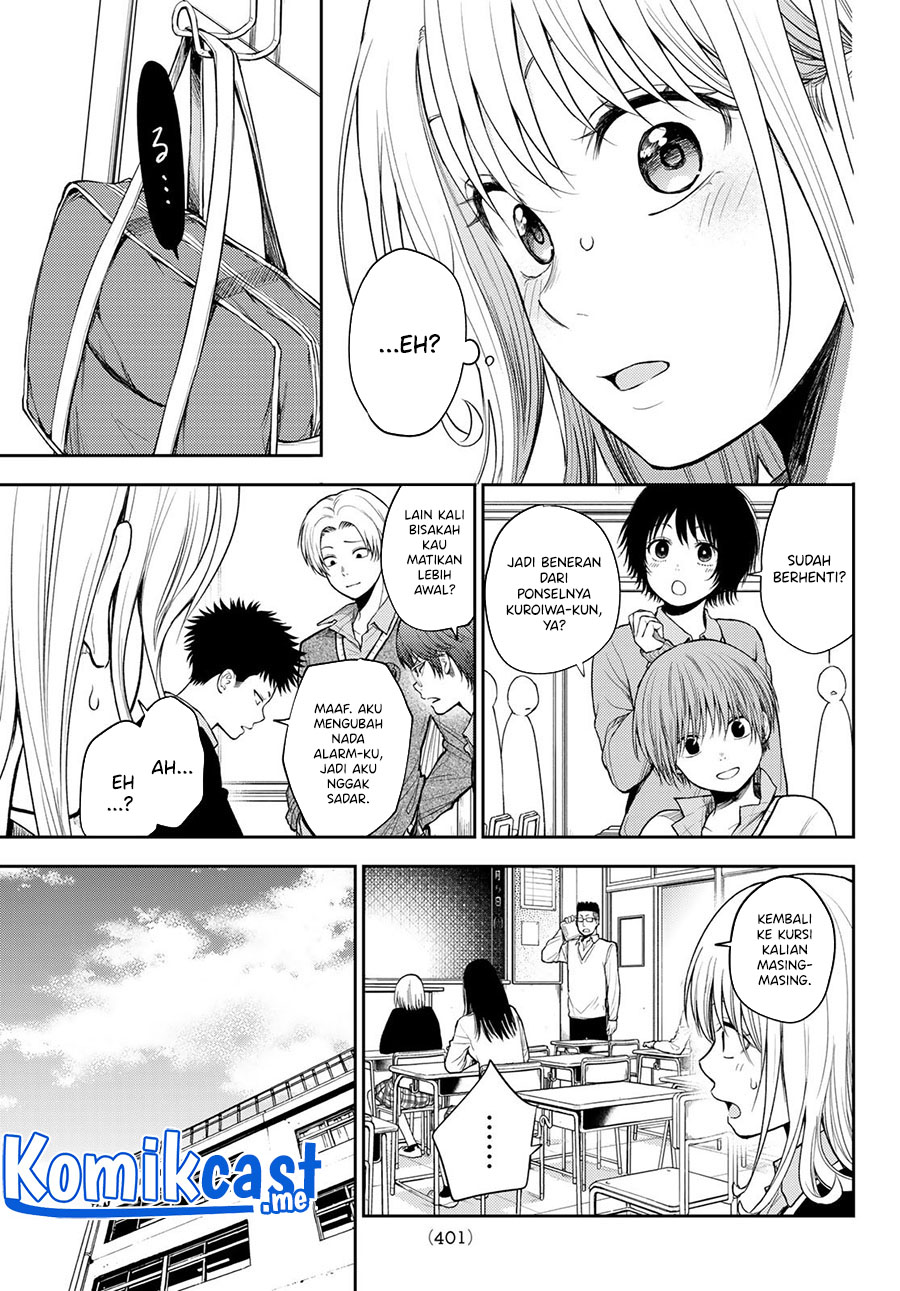 ...EH?
る...
SUDAH
BERHENTI?
JADI BENERAN
DARI
PONSELNYA
KUROIWA-KUN,
YA?
LAIN KALI
BISAKAH
KAU
MATIKAN
LEBIH
AWAL?
MAAF. AKU
MENGUBAH
NADA
ALARM-KU,
JADI AKU
NGGAK
SADAR.
AH...
EH
...?
KEMBALI
KE KURSI
KALIAN
MASING-
MASING.
......
Komikcast
.me
(401)